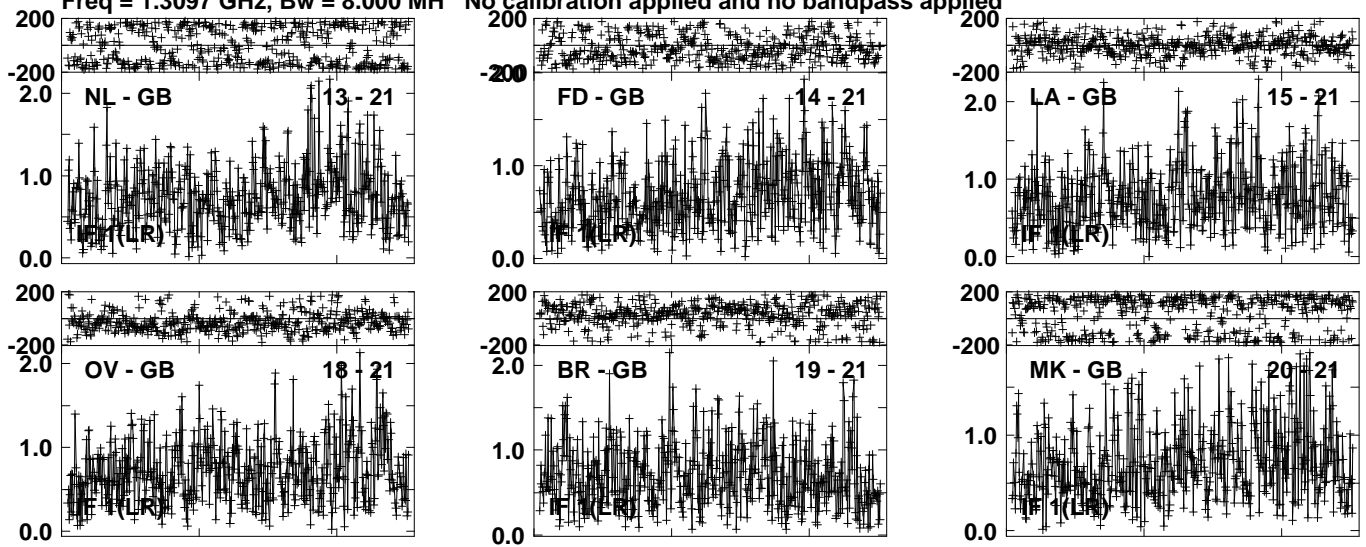 Freq = 1.3097 GHz, Bw = 8.000 MH No calibration applied and no bandpass applied
200 200 200
-200 -200 -200
2.0 NL - GB 13 - 21 2.0 FD - GB 14 - 21 2.0 LA - GB 15 - 21
1.0 1.0 1.0
IF 1(LR) IF 1(LR) IF 1(LR)
0.0 0.0 0.0
200 200 200
-200 -200 -200
2.0 OV - GB 18 - 21 2.0 BR - GB 19 - 21 2.0 MK - GB 20 - 21
1.0 1.0 1.0
IF 1(LR) IF 1(LR) IF 1(LR)
0.0 0.0 0.0